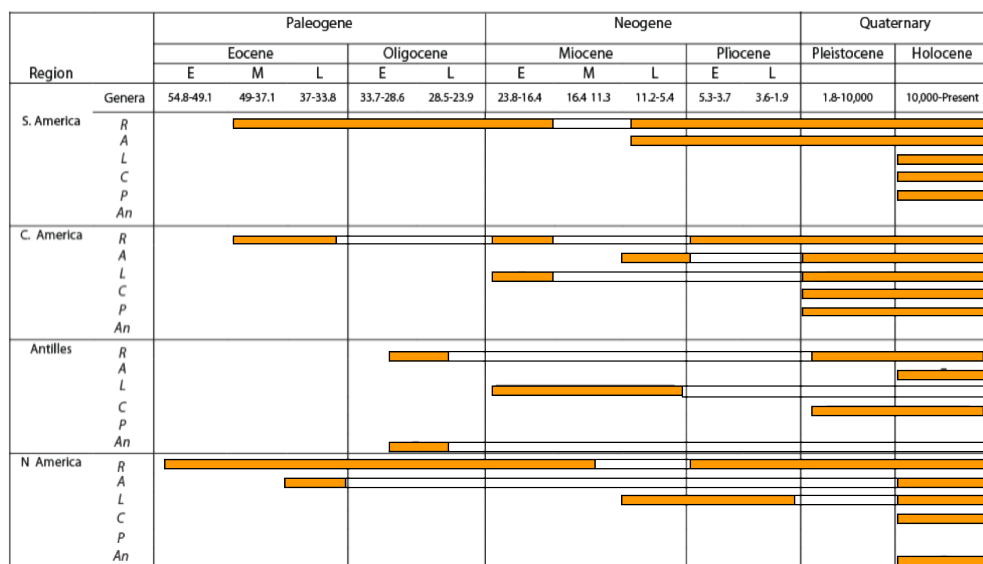 Paleogene Neogene Quaternary
Eocene Oligocene Miocene Pliocene Pleistocene Holocene
Region E M L E L E M L E L
Genera 54.8-49.1 49-37.1 37-33.8 33.7-28.6 28.5-23.9 23.8-16.4 16.4 11.3 11.2-5.4 5.3-3.7 3.6-1.9 1.8-10,000 10,000-Present
S. America R
A
L
C
P
An
C. America R
A
L
C
P
An
Antilles R
A
L
C
P
An
N America R
A
L
C
P
An